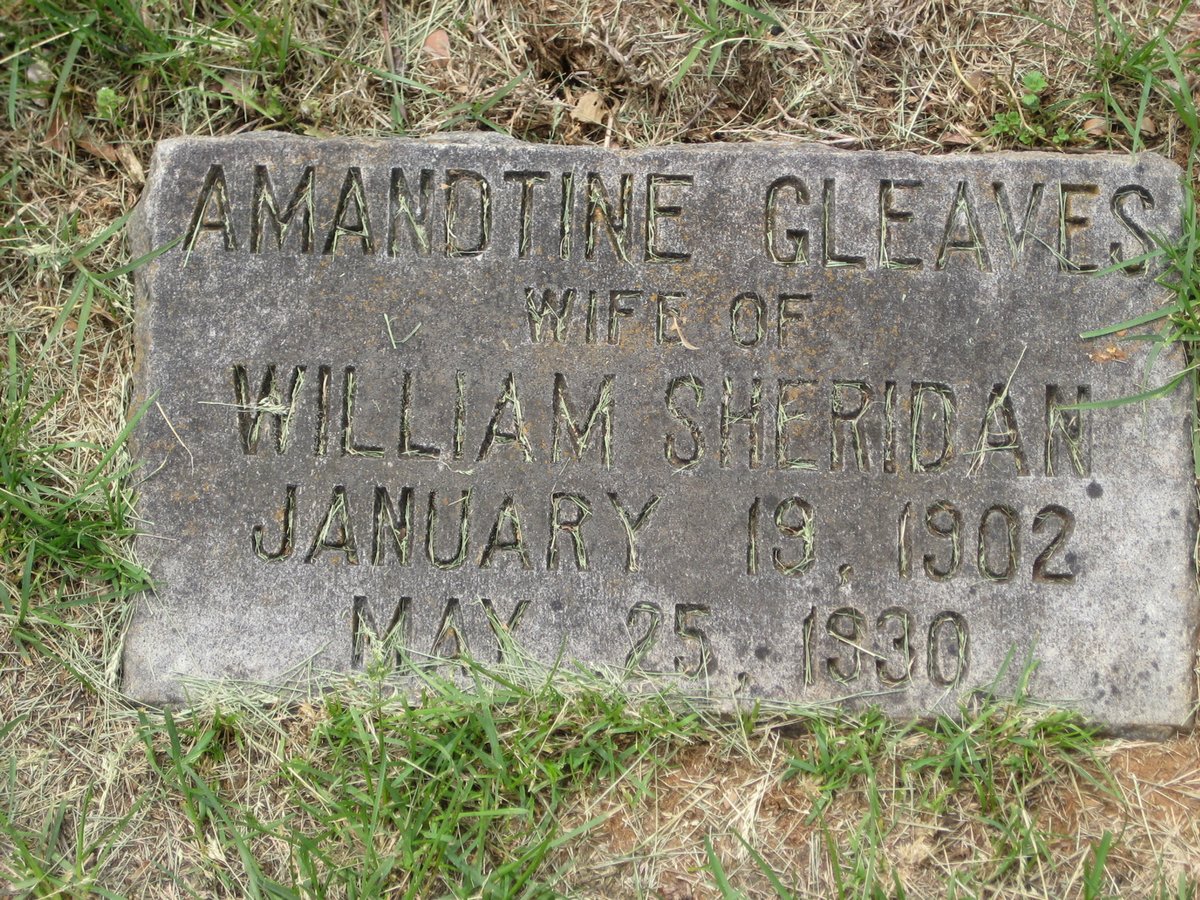 AMANDTINE GLEAVES
WIFE OF
WILLIAM SHERIDAN
JANUARY 19, 1902
MAY 25, 1930